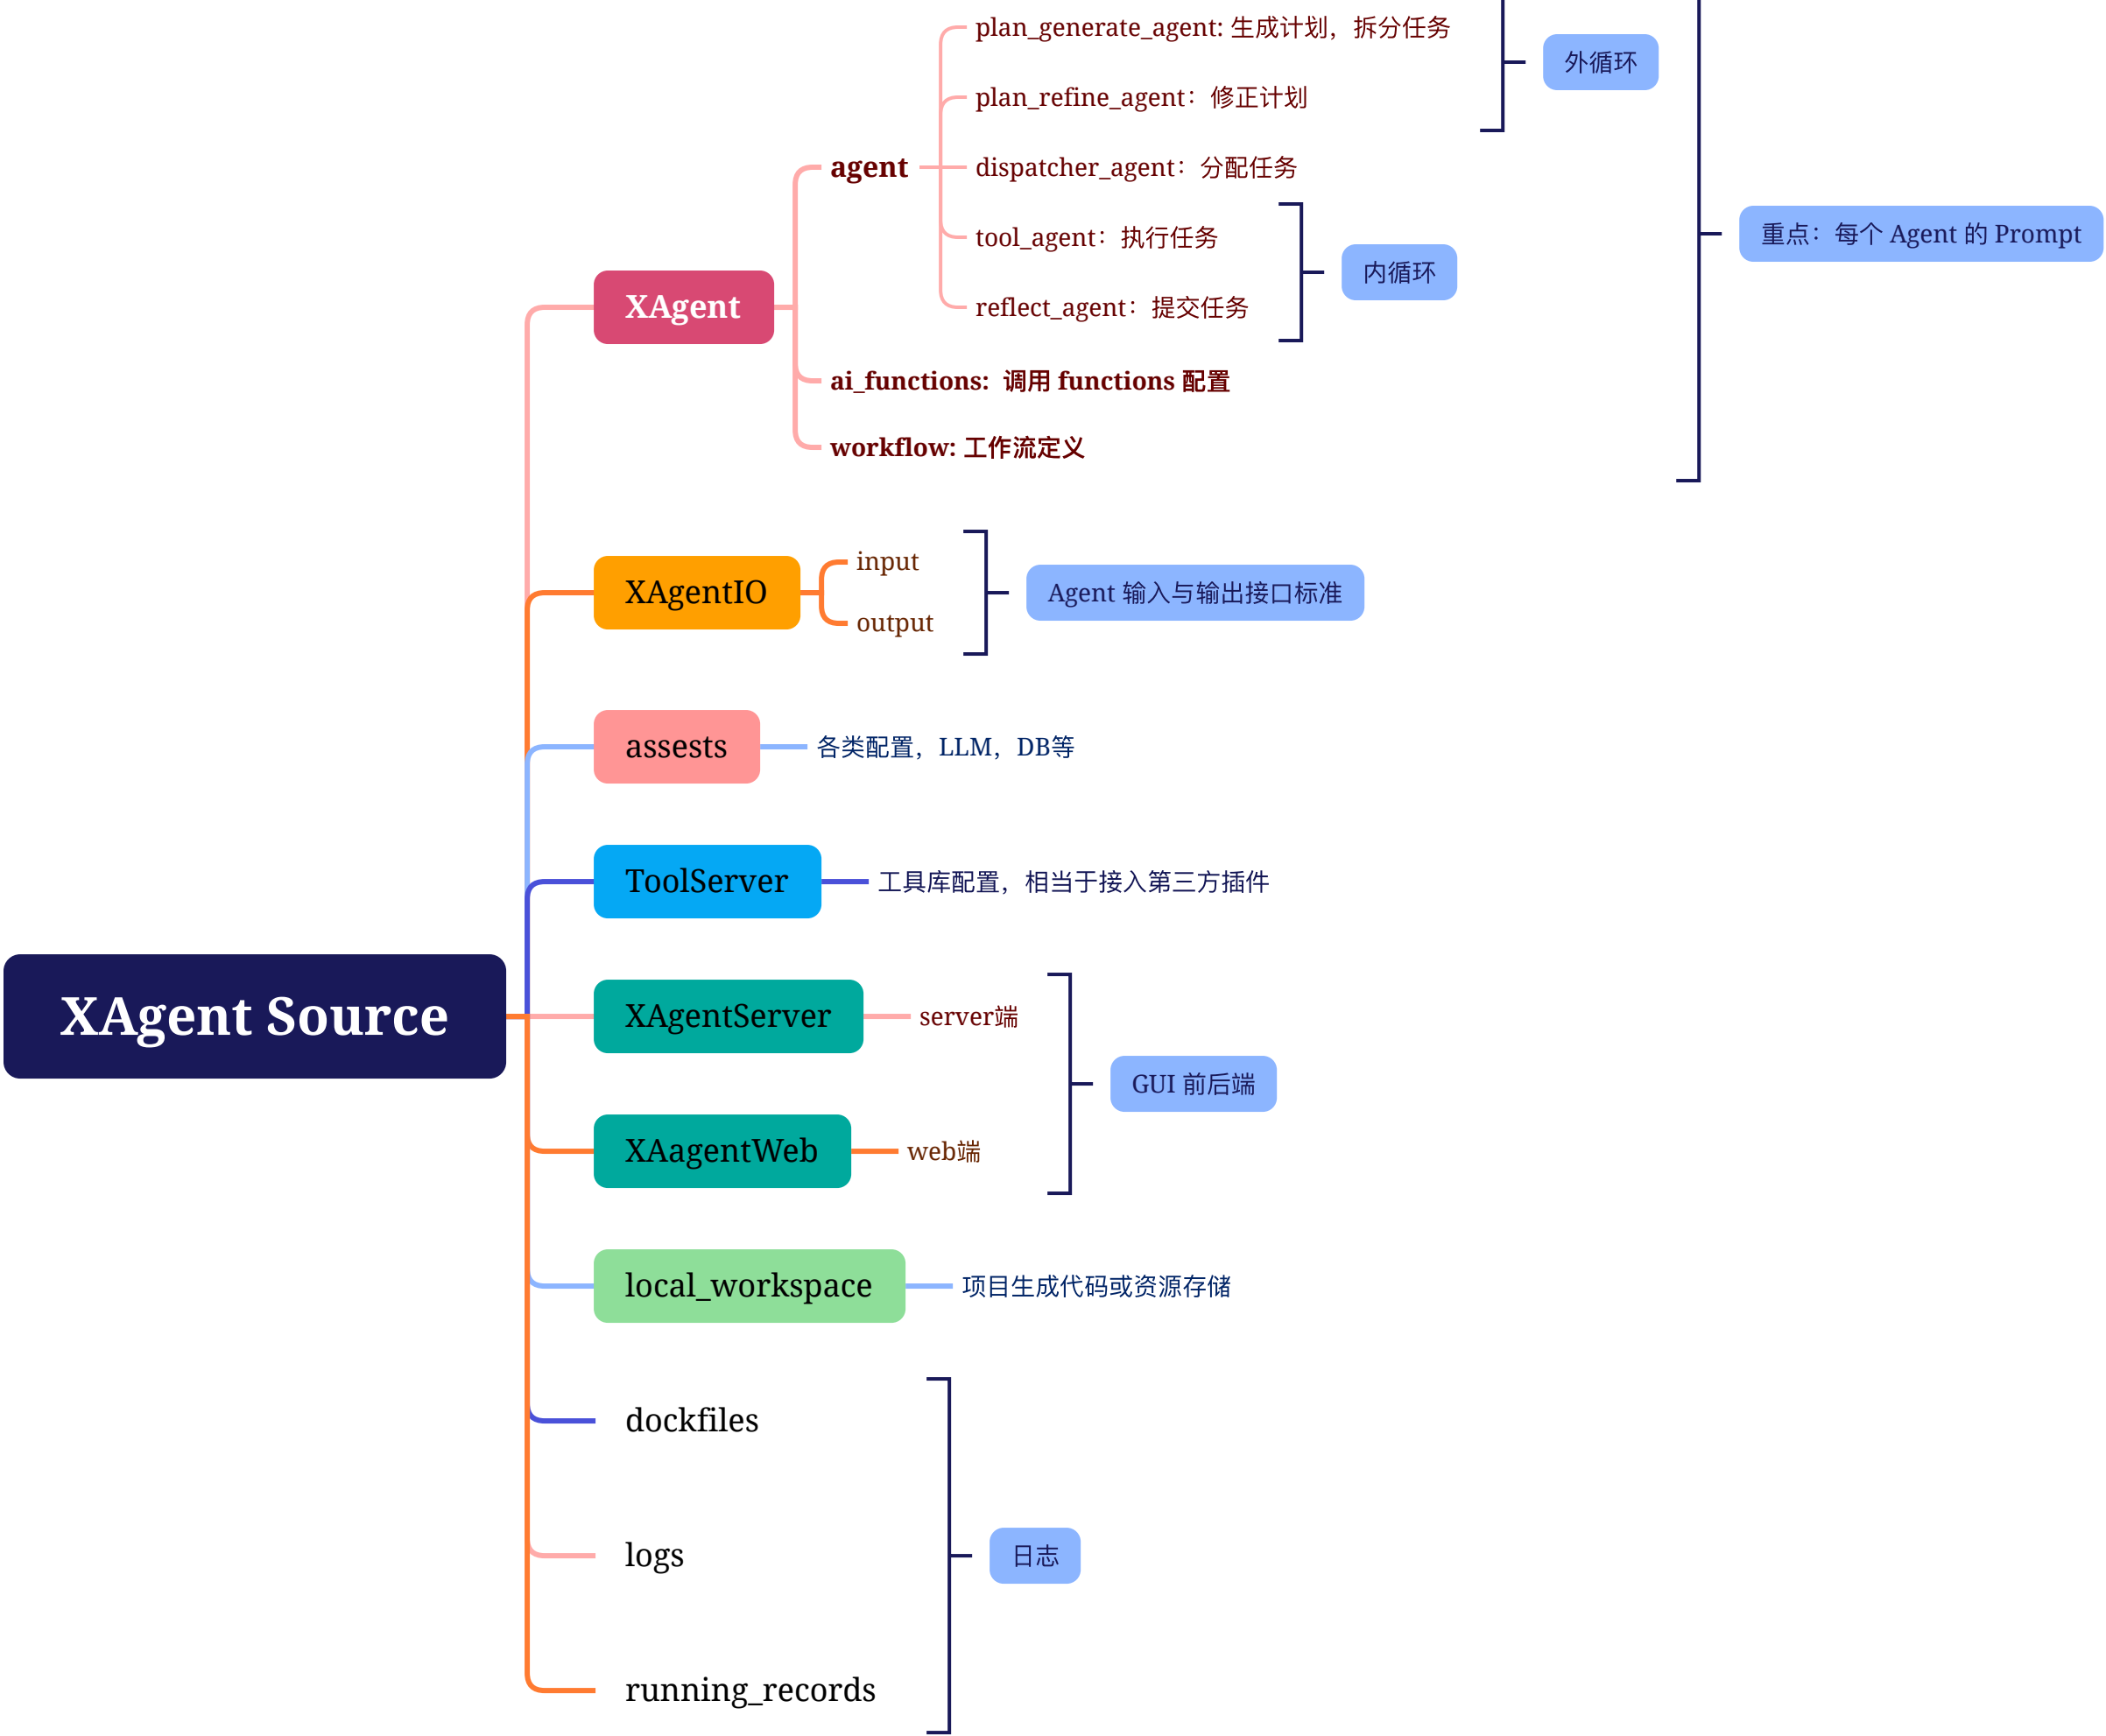 XAgent Source
XAgent
agent
plan_generate_agent: 生成计划，拆分任务
plan_refine_agent：修正计划
外循环
dispatcher_agent：分配任务
tool_agent：执行任务
reflect_agent：提交任务
内循环
ai_functions:  调用 functions 配置
workflow: 工作流定义
重点：每个 Agent 的 Prompt
XAgentIO
input
output
Agent 输入与输出接口标准
assests
各类配置，LLM，DB等
ToolServer
工具库配置，相当于接入第三方插件
XAgentServer
server端
XAagentWeb
web端
GUI 前后端
local_workspace
项目生成代码或资源存储
dockfiles
logs
running_records
日志